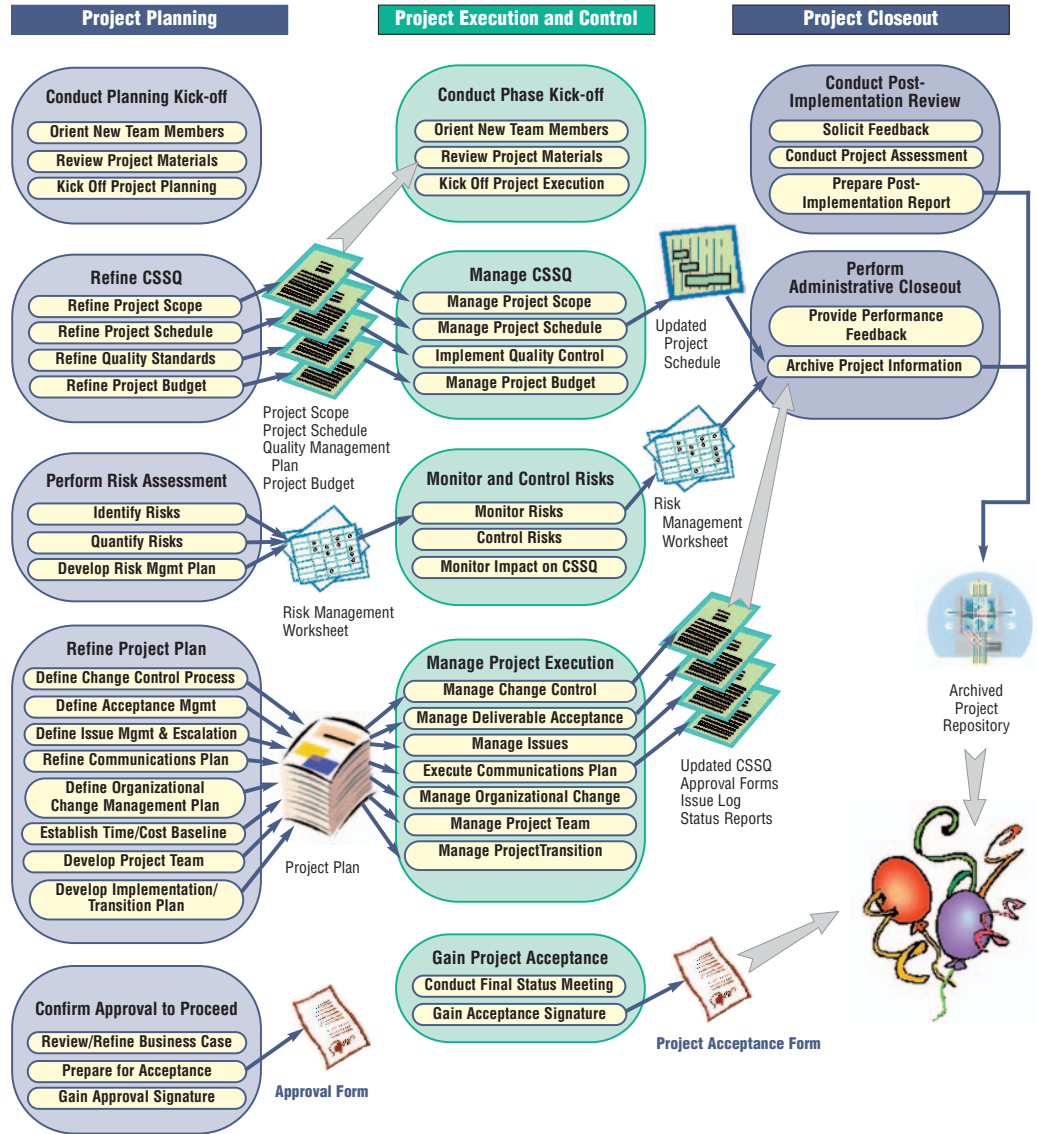 Project Planning
Project Execution and Control
Project Closeout
Conduct Planning Kick-off
Orient New Team Members
Review Project Materials
Kick Off Project Planning
Refine CSSQ
Refine Project Scope
Refine Project Schedule
Refine Quality Standards
Refine Project Budget
Project Scope
Project Schedule
Quality Management
Plan
Project Budget
Perform Risk Assessment
Identify Risks
Quantify Risks
Develop Risk Mgmt Plan
Risk Management
Worksheet
Refine Project Plan
Define Change Control Process
Define Acceptance Mgmt
Define Issue Mgmt & Escalation
Refine Communications Plan
Define Organizational
Change Management Plan
Establish Time/Cost Baseline
Develop Project Team
Develop Implementation/
Transition Plan
Project Plan
Confirm Approval to Proceed
Review/Refine Business Case
Prepare for Acceptance
Gain Approval Signature
Approval Form
Conduct Phase Kick-off
Orient New Team Members
Review Project Materials
Kick Off Project Execution
Manage CSSQ
Manage Project Scope
Manage Project Schedule
Implement Quality Control
Manage Project Budget
Updated
Project
Schedule
Monitor and Control Risks
Monitor Risks
Control Risks
Monitor Impact on CSSQ
Risk
Management
Worksheet
Manage Project Execution
Manage Change Control
Manage Deliverable Acceptance
Manage Issues
Execute Communications Plan
Manage Organizational Change
Manage Project Team
Manage ProjectTransition
Updated CSSQ
Approval Forms
Issue Log
Status Reports
Gain Project Acceptance
Conduct Final Status Meeting
Gain Acceptance Signature
Project Acceptance Form
Conduct Post-
Implementation Review
Solicit Feedback
Conduct Project Assessment
Prepare Post-
Implementation Report
Perform
Administrative Closeout
Provide Performance
Feedback
Archive Project Information
Archived
Project
Repository